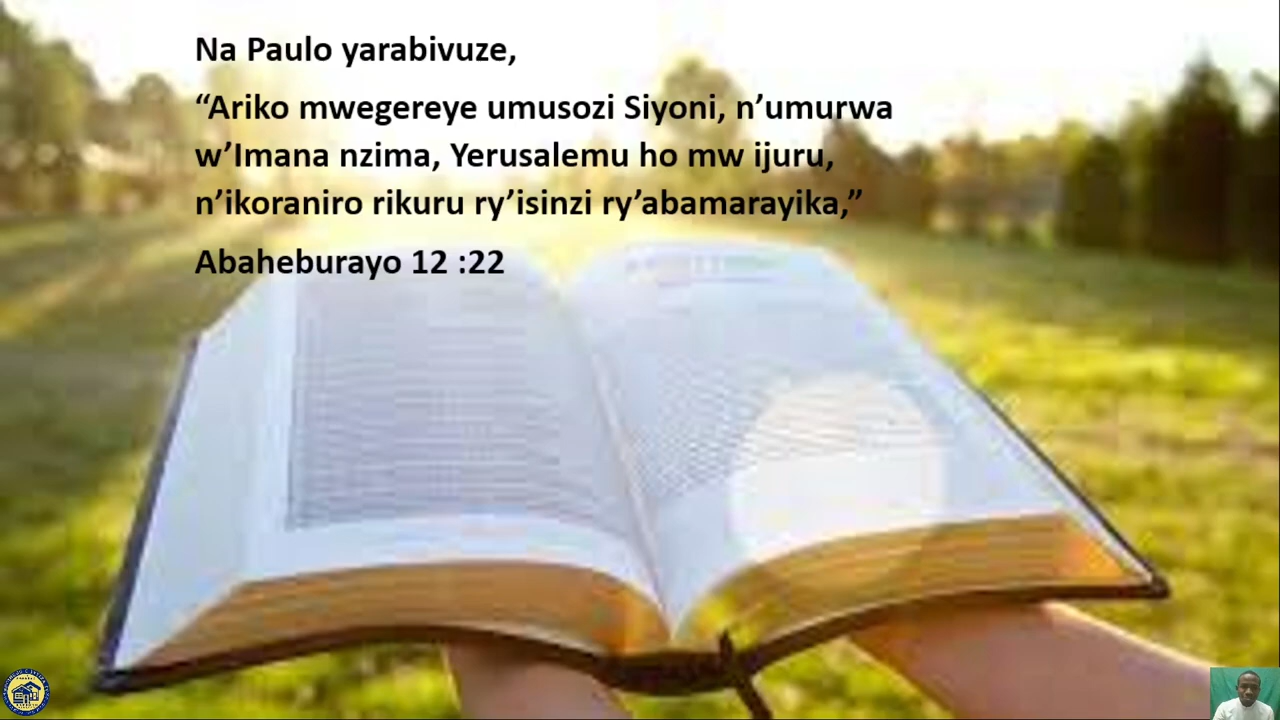 Na Paulo yarabivuze,
“Ariko mwegereye umusozi Siyoni, n’umurwa
w’Imana nzima, Yerusalemu ho mw ijuru,
n’ikoraniro rikuru ry’isinzi ry’abamarayika,”
Abaheburayo 12 :22